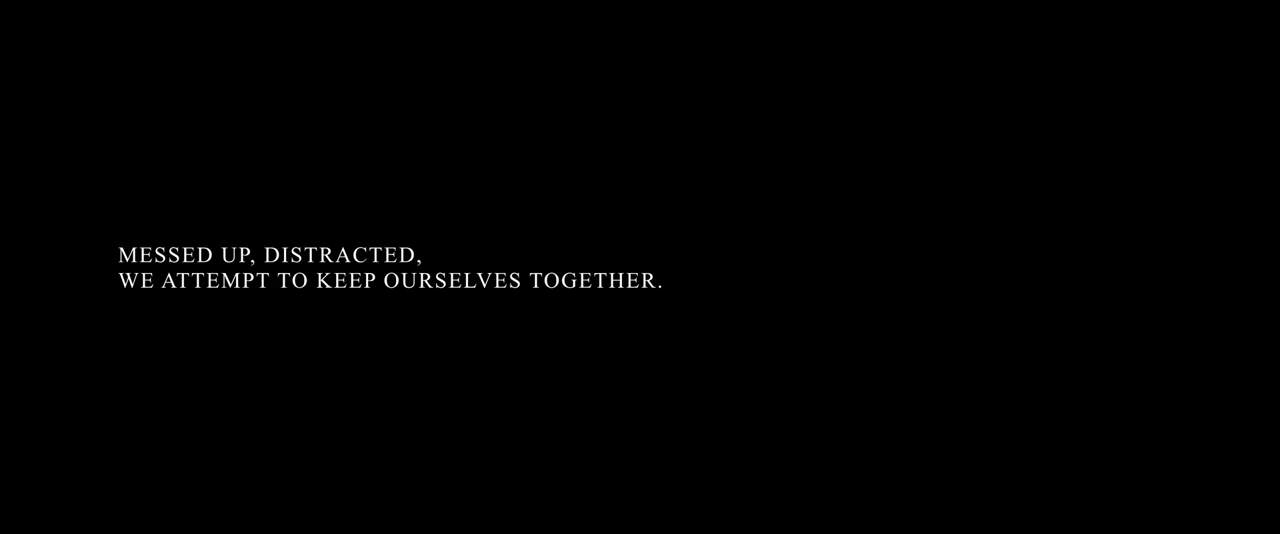 MESSED UP, DISTRACTED,
WE ATTEMPT TO KEEP OURSELVES TOGETHER.